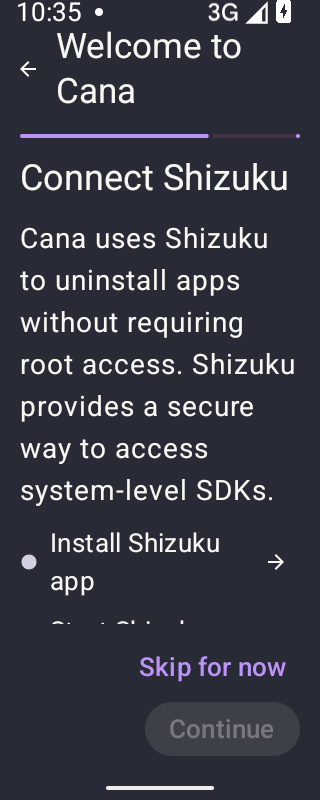 10:35
3G
Welcome to
Cana
Connect Shizuku
Cana uses Shizuku
to uninstall apps
without requiring
root access. Shizuku
provides a secure
way to access
system-level SDKs.
Install Shizuku
app
Skip for now
Continue